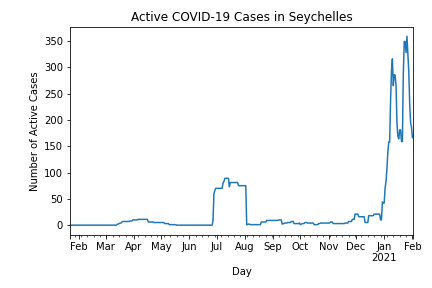 Active COVID-19 Cases in Seychelles
Number of Active Cases
350
300
250
200
150
100
50
0
Feb Mar Apr May Jun Jul Aug Sep Oct Nov Dec Jan Feb
2021
Day